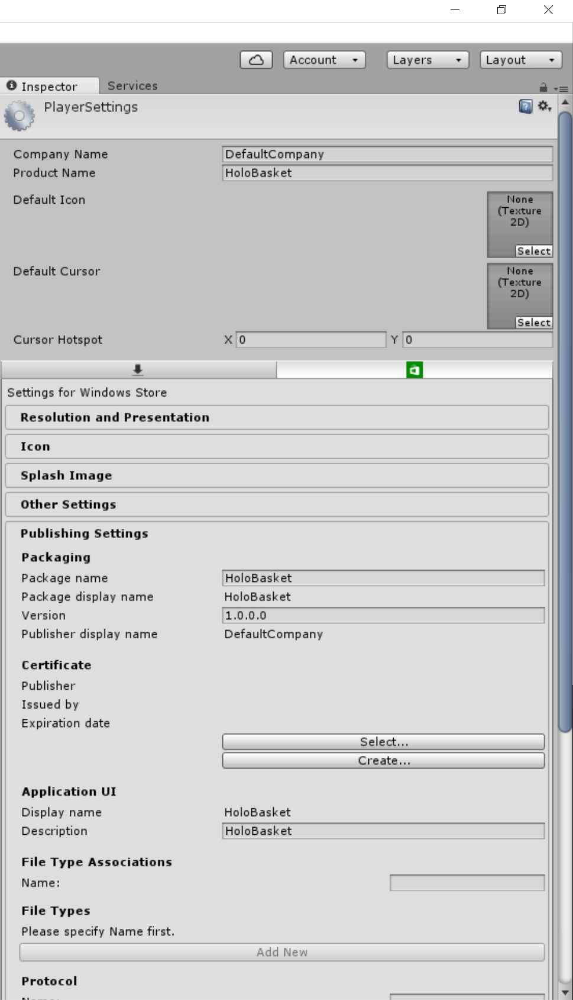 Account
Layers
Layout
Inspector
Services
PlayerSettings
Company Name DefaultCompany
Product Name HoloBasket
Default Icon
None
(Texture
2D)
Select
Default Cursor
None
(Texture
2D)
Select
Cursor Hotspot X 0 Y 0
Settings for Windows Store
Resolution and Presentation
Icon
Splash Image
Other Settings
Publishing Settings
Packaging
Package name HoloBasket
Package display name HoloBasket
Version 1.0.0.0
Publisher display name DefaultCompany
Certificate
Publisher
Issued by
Expiration date
Select...
Create...
Application UI
Display name HoloBasket
Description HoloBasket
File Type Associations
Name:
File Types
Please specify Name first.
Add New
Protocol